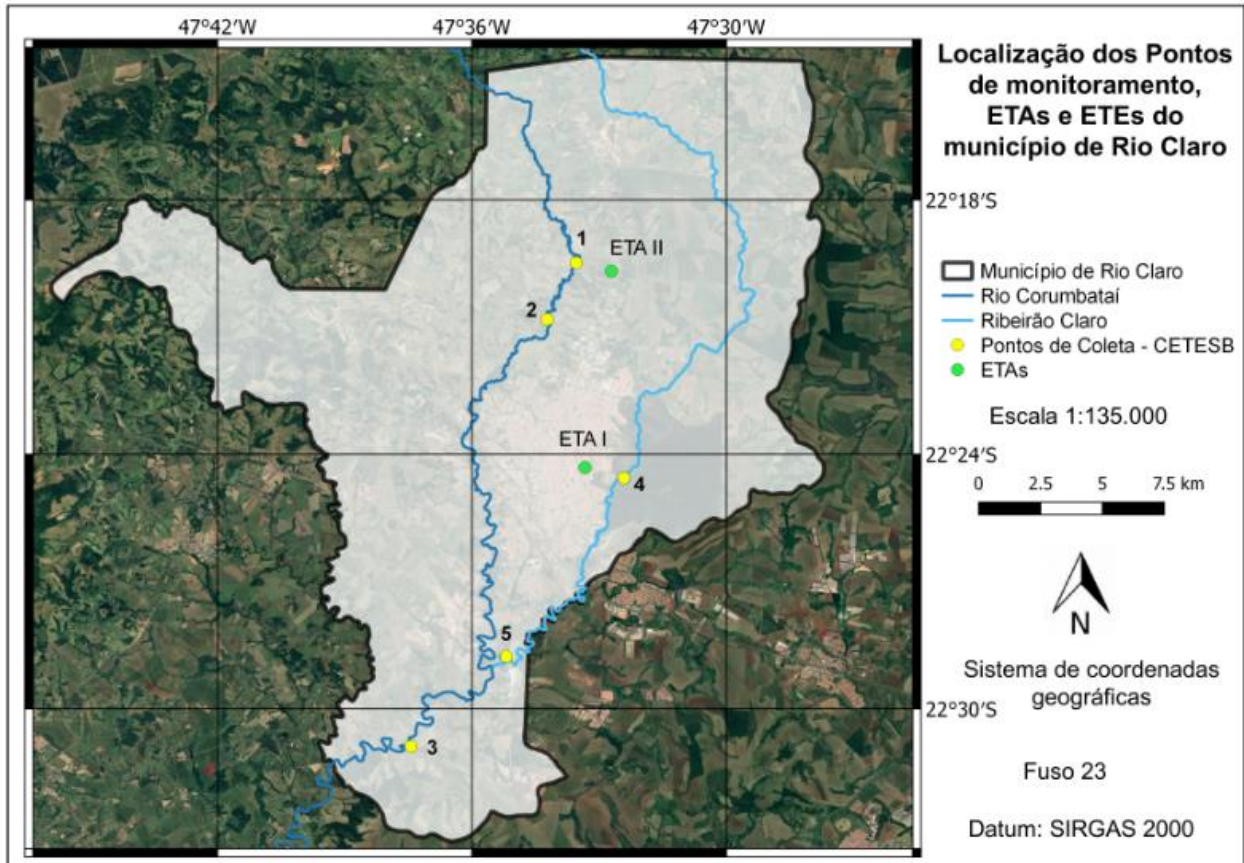 47°42′W 47°36′W 47°30′W
Localização dos Pontos
de monitoramento,
ETAs e ETEs do
município de Rio Claro
22°18′S
1
ETA II
2
Município de Rio Claro
Rio Corumbataí
Ribeirão Claro
Pontos de Coleta - CETESB
ETAs
Escala 1:135.000
ETA I
22°24′S
4
0 2.5 5 7.5 km
N
5
Sistema de coordenadas
geográficas
22°30′S
3
Fuso 23
Datum: SIRGAS 2000